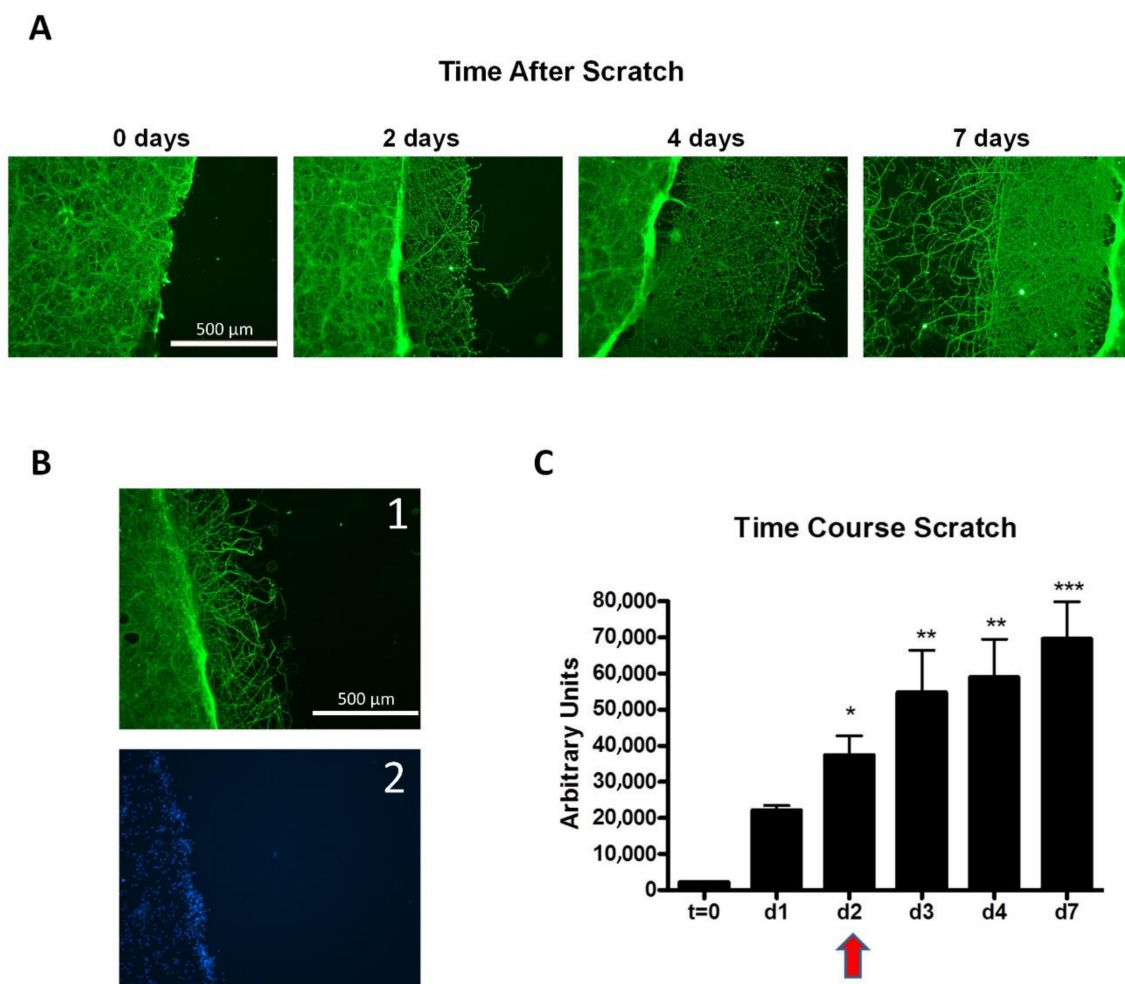 A
Time After Scratch
0 days 2 days 4 days 7 days
500 µm
B
1
500 µm
2
C
Time Course Scratch
Arbitrary Units
80,000
70,000
60,000
50,000
40,000
30,000
20,000
10,000
0
*
**
**
***
t=0 d1 d2 d3 d4 d7